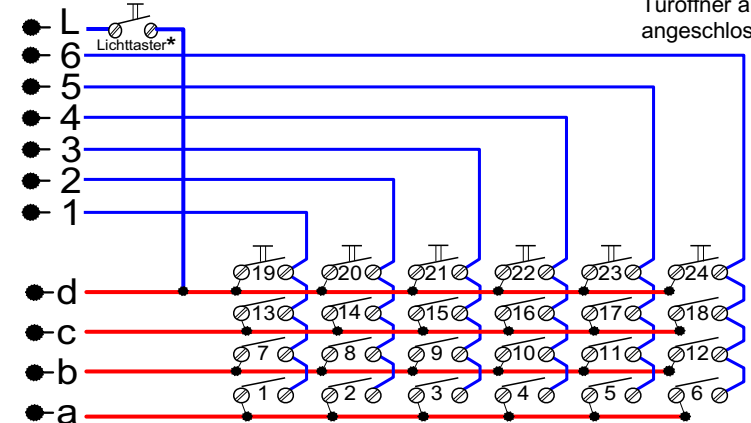 Türöffner a
angeschlos
L
Lichttaster*
6
5
4
3
2
1
19 20 21 22 23 24
d
13 14 15 16 17 18
c
7 8 9 10 11 12
b
1 2 3 4 5 6
a